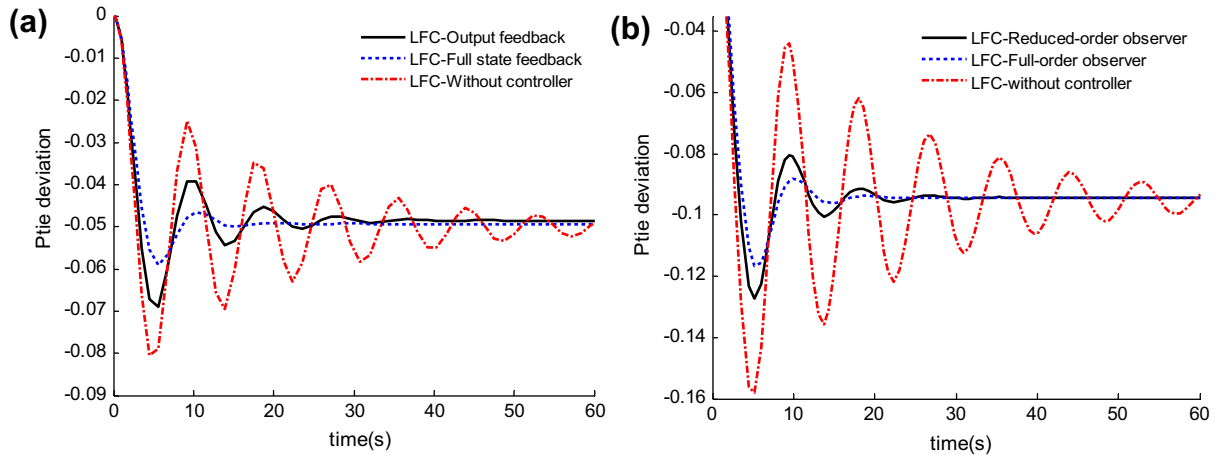 (a)
0
-0.01
-0.02
-0.03
-0.04
-0.05
-0.06
-0.07
-0.08
-0.09
Ptie deviation
LFC-Output feedback
LFC-Full state feedback
LFC-Without controller
0 10 20 30 40 50 60
time(s)
(b)
-0.04
-0.06
-0.08
-0.1
-0.12
-0.14
-0.16
Ptie deviation
LFC-Reduced-order observer
LFC-Full-order observer
LFC-without controller
0 10 20 30 40 50 60
time(s)